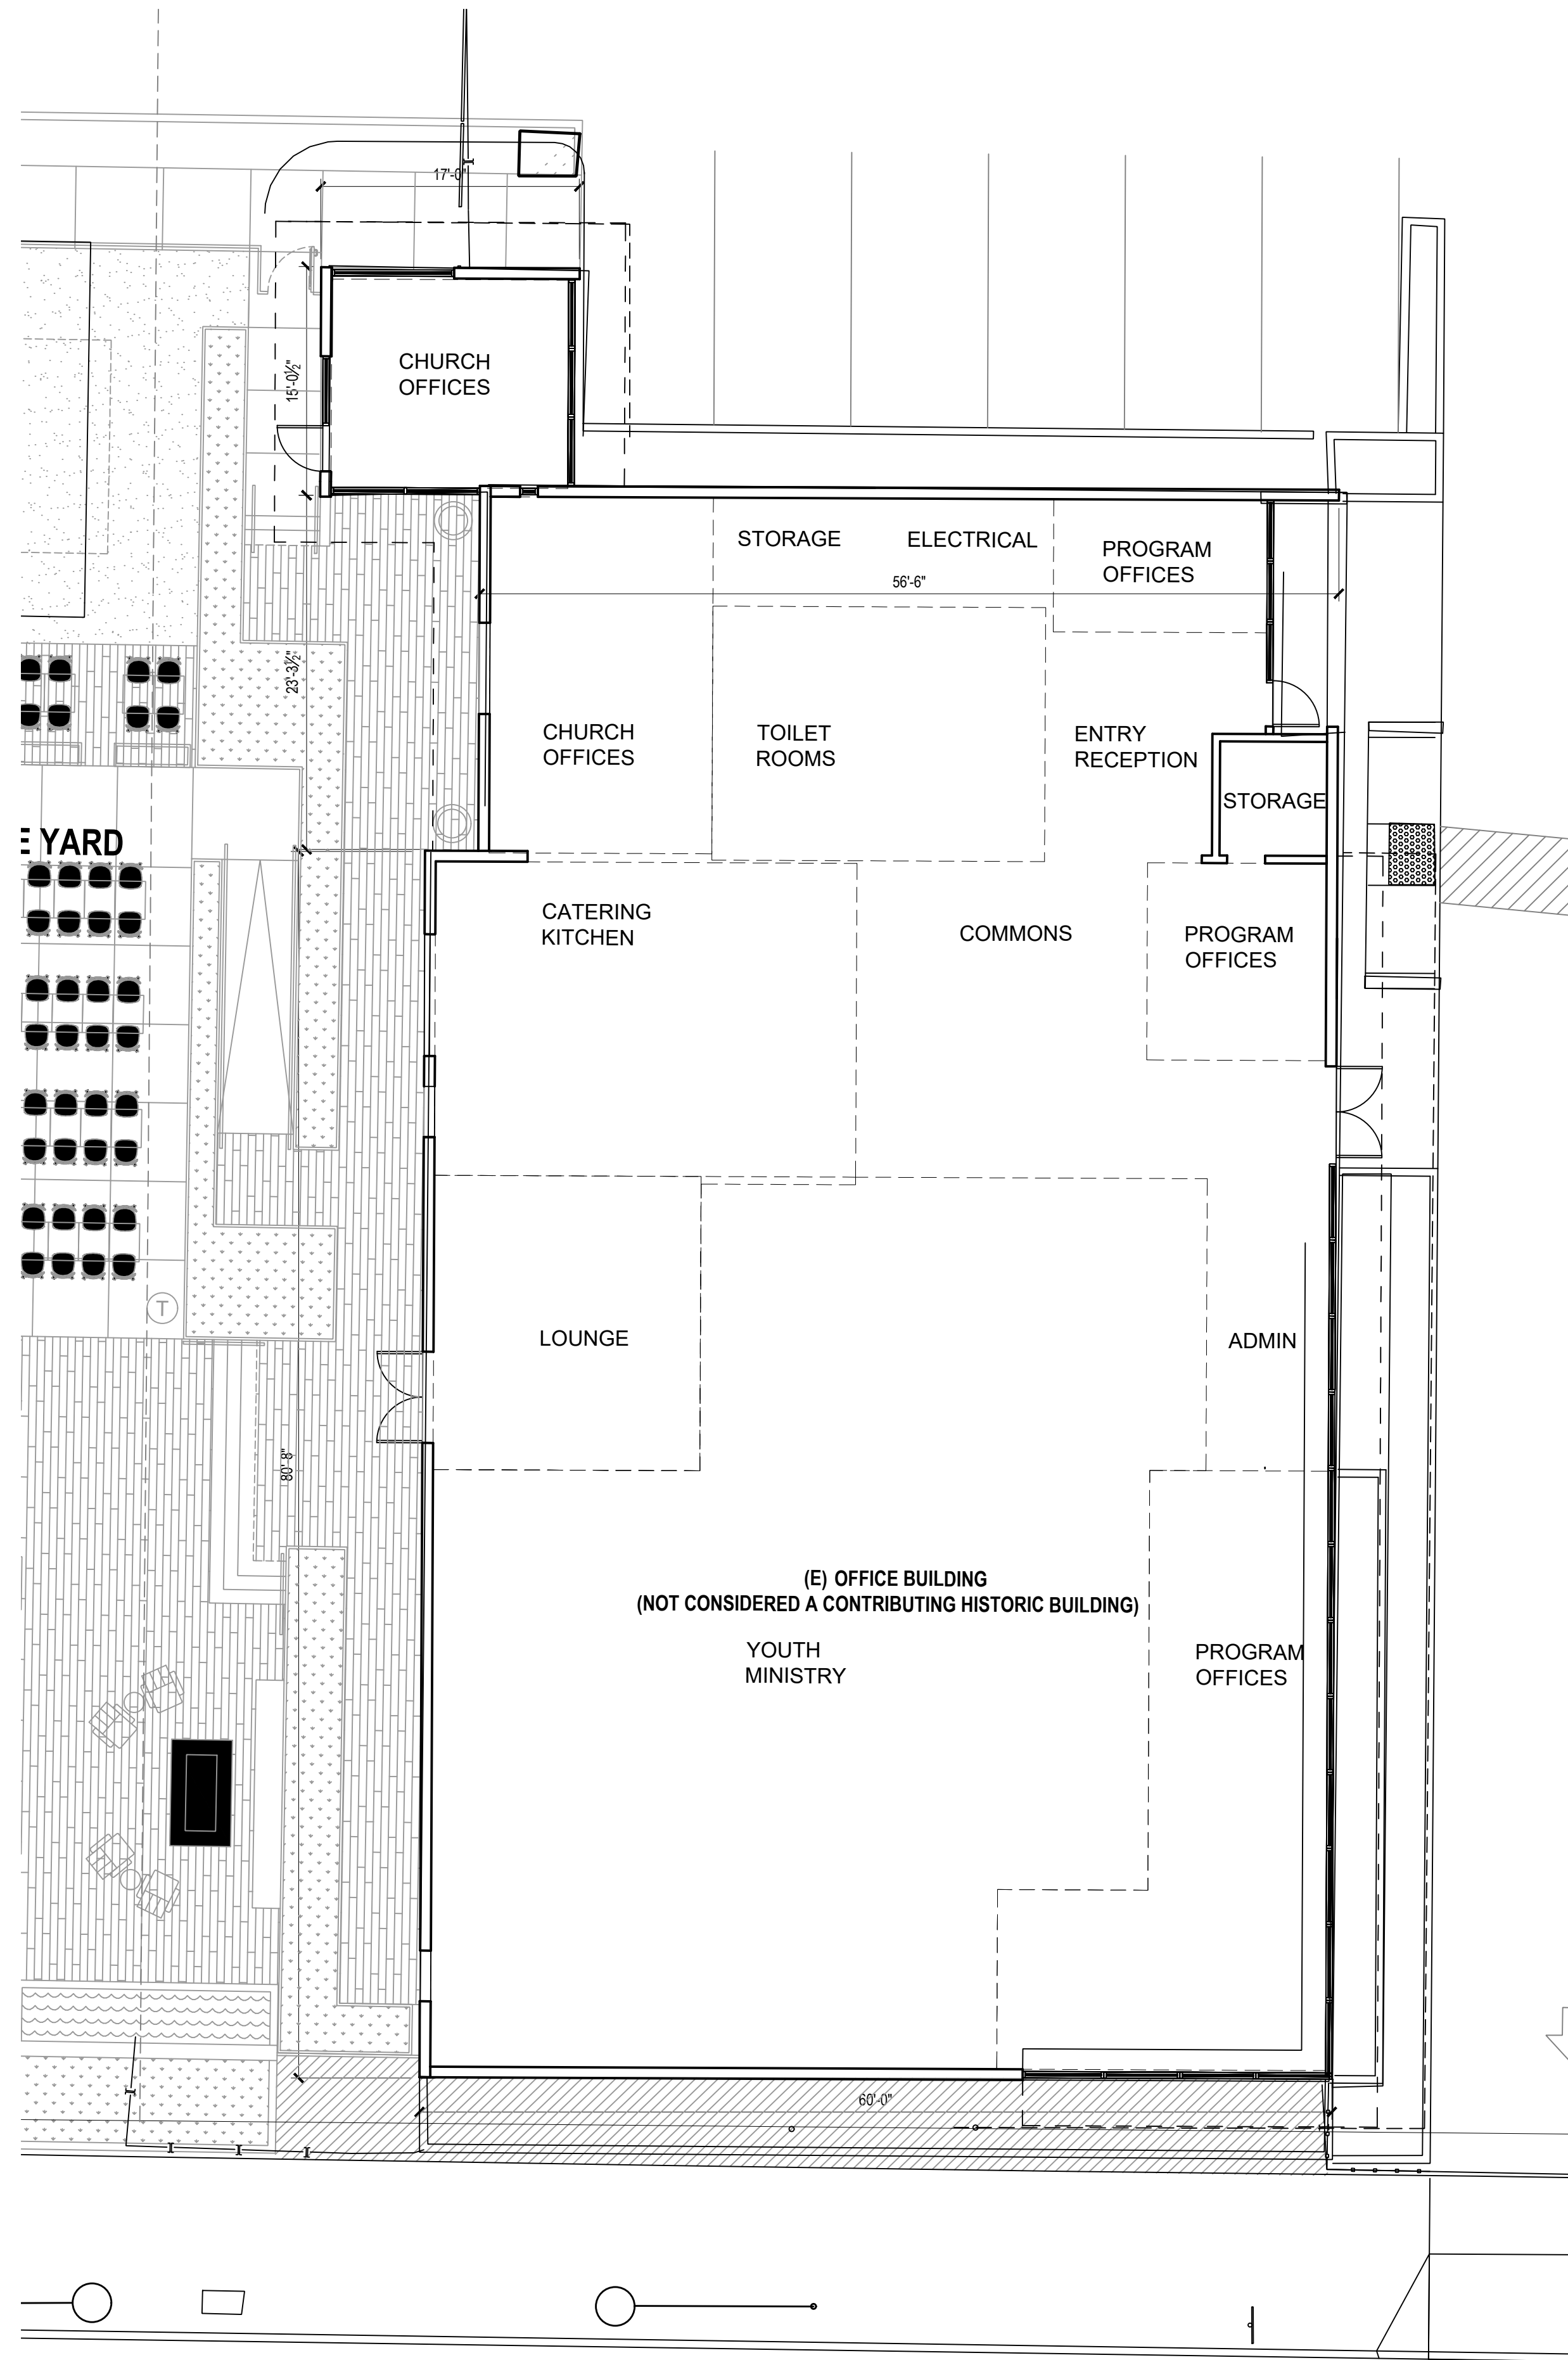 17'-0"
CHURCH
OFFICES
15'-0½"
STORAGE
ELECTRICAL
PROGRAM
OFFICES
56'-6"
23'-3½"
CHURCH
OFFICES
TOILET
ROOMS
ENTRY
RECEPTION
STORAGE
E YARD
CATERING
KITCHEN
COMMONS
PROGRAM
OFFICES
T
LOUNGE
ADMIN
80'-8"
(E) OFFICE BUILDING
(NOT CONSIDERED A CONTRIBUTING HISTORIC BUILDING)
YOUTH
MINISTRY
PROGRAM
OFFICES
60'-0"